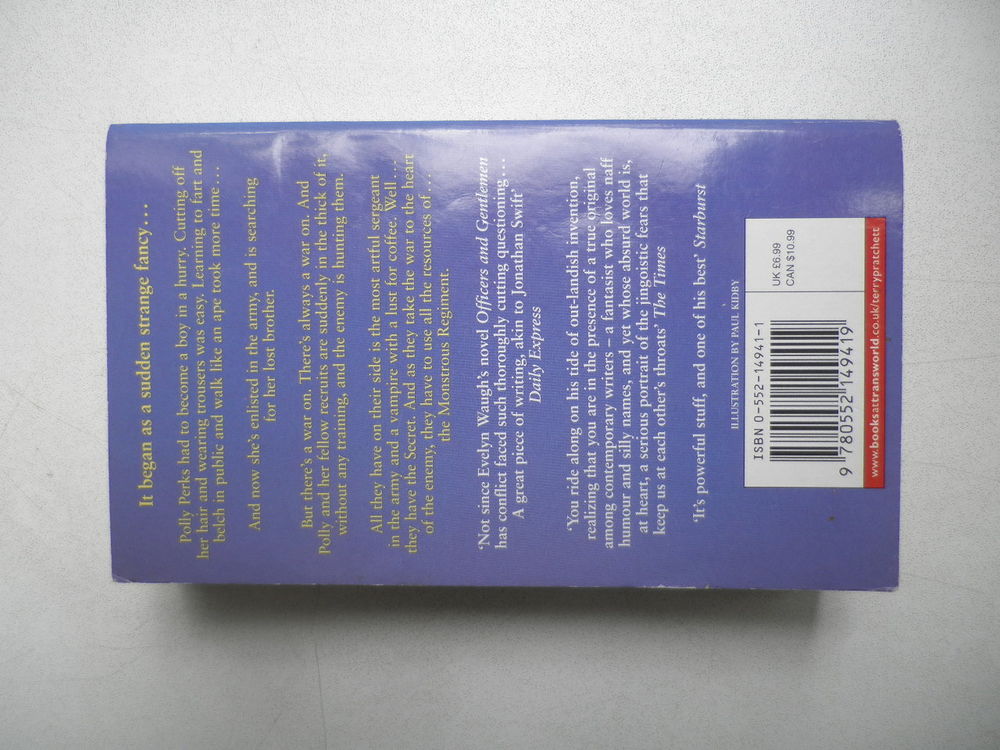 It began as a sudden strange fancy . . .
Polly Perks had to become a boy in a hurry. Cutting off
her hair and wearing trousers was easy. Learning to fart and
belch in public and walk like an ape took more time . . .
And now she's enlisted in the army, and is searching
for her lost brother.
But there's a war on. There's always a war on. And
Polly and her fellow recruits are suddenly in the thick of it,
without any training, and the enemy is hunting them.
All they have on their side is the most artful sergeant
in the army and a vampire with a lust for coffee. Well . . .
they have the Secret. And as they take the war to the heart
of the enemy, they have to use all the resources of . . .
the Monstrous Regiment.
'Not since Evelyn Waugh's novel Officers and Gentlemen
has conflict faced such thoroughly cutting questioning . . .
A great piece of writing, akin to Jonathan Swift'
Daily Express
'You ride along on his tide of out-landish invention,
realizing that you are in the presence of a true original
among contemporary writers – a fantasist who loves naff
humour and silly names, and yet whose absurd world is,
at heart, a serious portrait of the jingoistic fears that
keep us at each other's throats' The Times
'It's powerful stuff, and one of his best' Starburst
ILLUSTRATION BY PAUL KIDBY
ISBN 0-552-14941-1
UK £6.99
CAN $10.99
9 780552 149419
www.booksattransworld.co.uk/terrypratchett